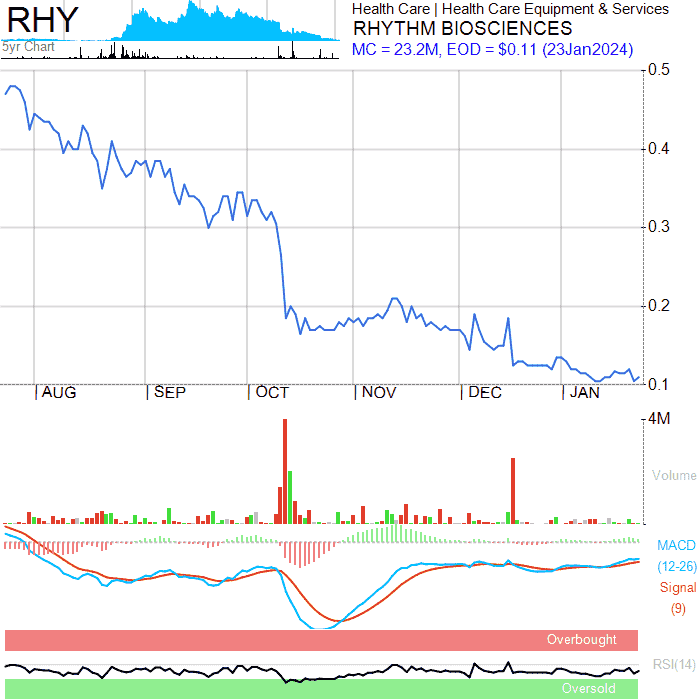 RHY
Health Care | Health Care Equipment & Services
RHYTHM BIOSCIENCES
5yr Chart
MC = 23.2M, EOD = $0.11 (23Jan2024)
0.5
0.4
0.3
0.2
0.1
AUG SEP OCT NOV DEC JAN
4M
Volume
MACD
(12-26)
Signal
(9)
Overbought
RSI(14)
Oversold